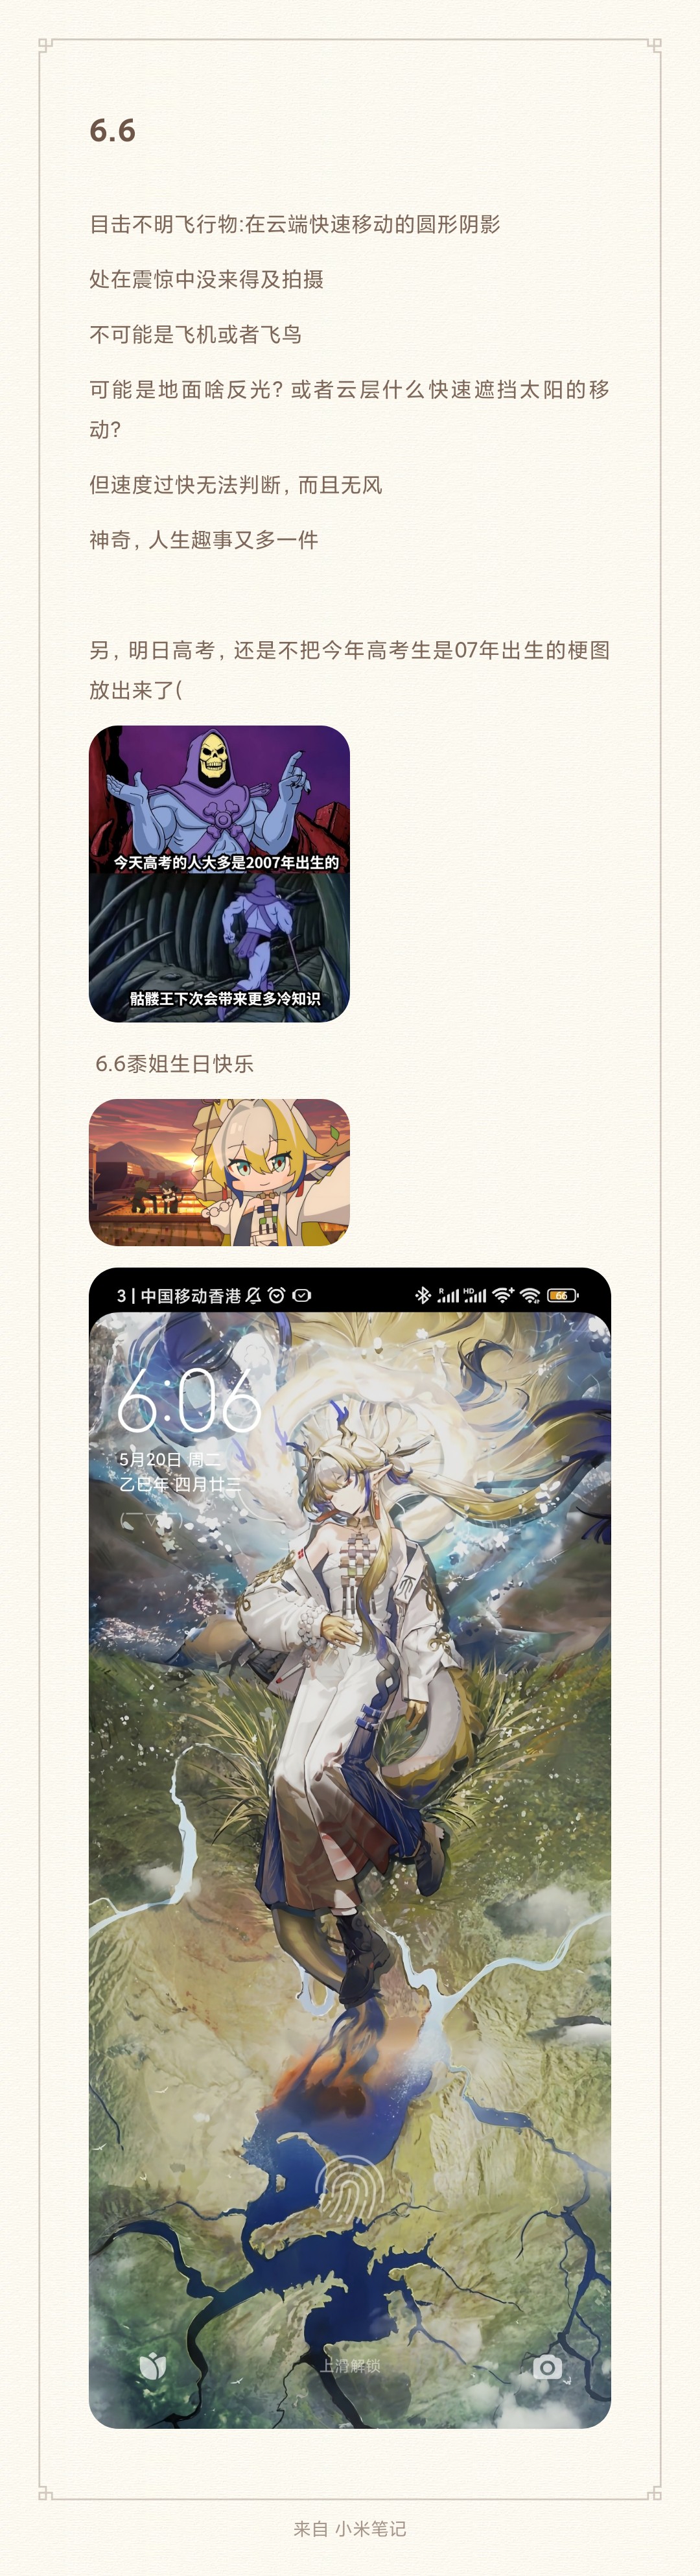 6.6
目击不明飞行物:在云端快速移动的圆形阴影
处在震惊中没来得及拍摄
不可能是飞机或者飞鸟
可能是地面啥反光? 或者云层什么快速遮挡太阳的移
动?
但速度过快无法判断, 而且无风
神奇, 人生趣事又多一件
另, 明日高考, 还是不把今年高考生是07年出生的梗图
放出来了(
今天高考的人大多是2007年出生的
骷髅王下次会带来更多冷知识
6.6黍姐生日快乐
3 | 中国移动香港
R HD 66
6:06
5月20日 周二
乙巳年 四月廿三
(￣▽￣)
上滑解锁
来自 小米笔记